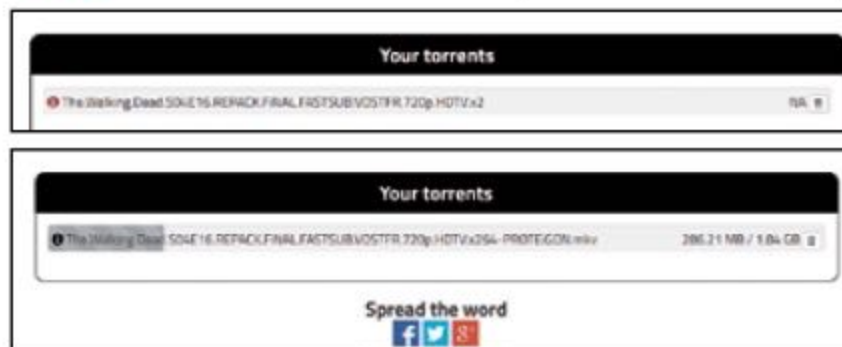 Your torrents
The.Walking.Dead.S04E16.REPACK.FINAL.FASTSUB.VOSTFR.720p.HDTV.x2
NA
Your torrents
The.Walking.Dead.S04E16.REPACK.FINAL.FASTSUB.VOSTFR.720p.HDTV.x264-PROTEiGON.mkv 286.21 MB / 1.84 GB
Spread the word
f g+